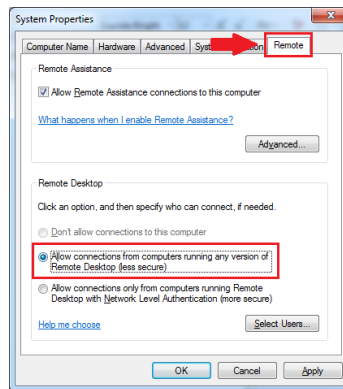 System Properties
Computer Name Hardware Advanced Remote
Remote Assistance
Allow Remote Assistance connections to this computer
What happens when I enable Remote Assistance?
Advanced...
Remote Desktop
Click an option, and then specify who can connect, if needed.
Don't allow connections to this computer
Allow connections from computers running any version of
Remote Desktop (less secure)
Allow connections only from computers running Remote
Desktop with Network Level Authentication (more secure)
Help me choose
Select Users...
OK Cancel Apply